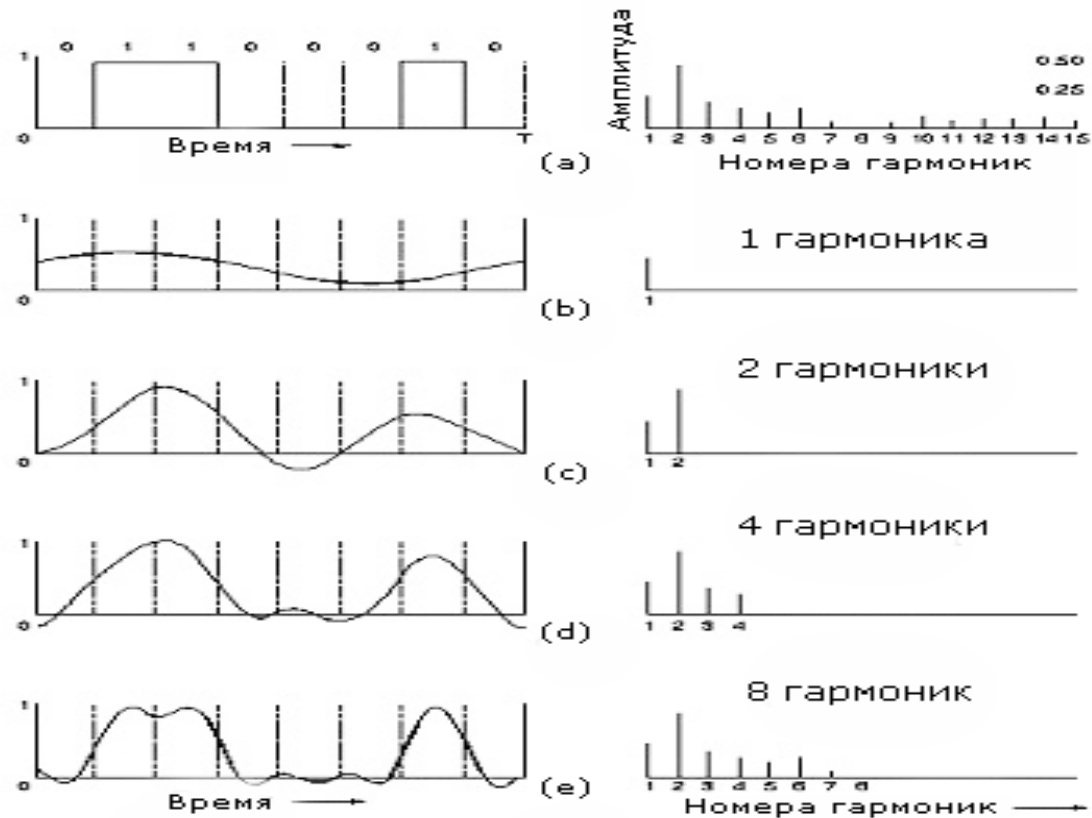 0 1 1 0 0 0 1 0
1
0
T
Время
(a)
Амплитуда
0.50
0.25
1 2 3 4 5 6 7 8 9 10 11 12 13 14 15
Номера гармоник
1
0
(b)
1 гармоника
1
1
0
(c)
2 гармоники
1 2
1
0
(d)
4 гармоники
1 2 3 4
1
0
Время
(e)
8 гармоник
1 2 3 4 5 6 7 8
Номера гармоник